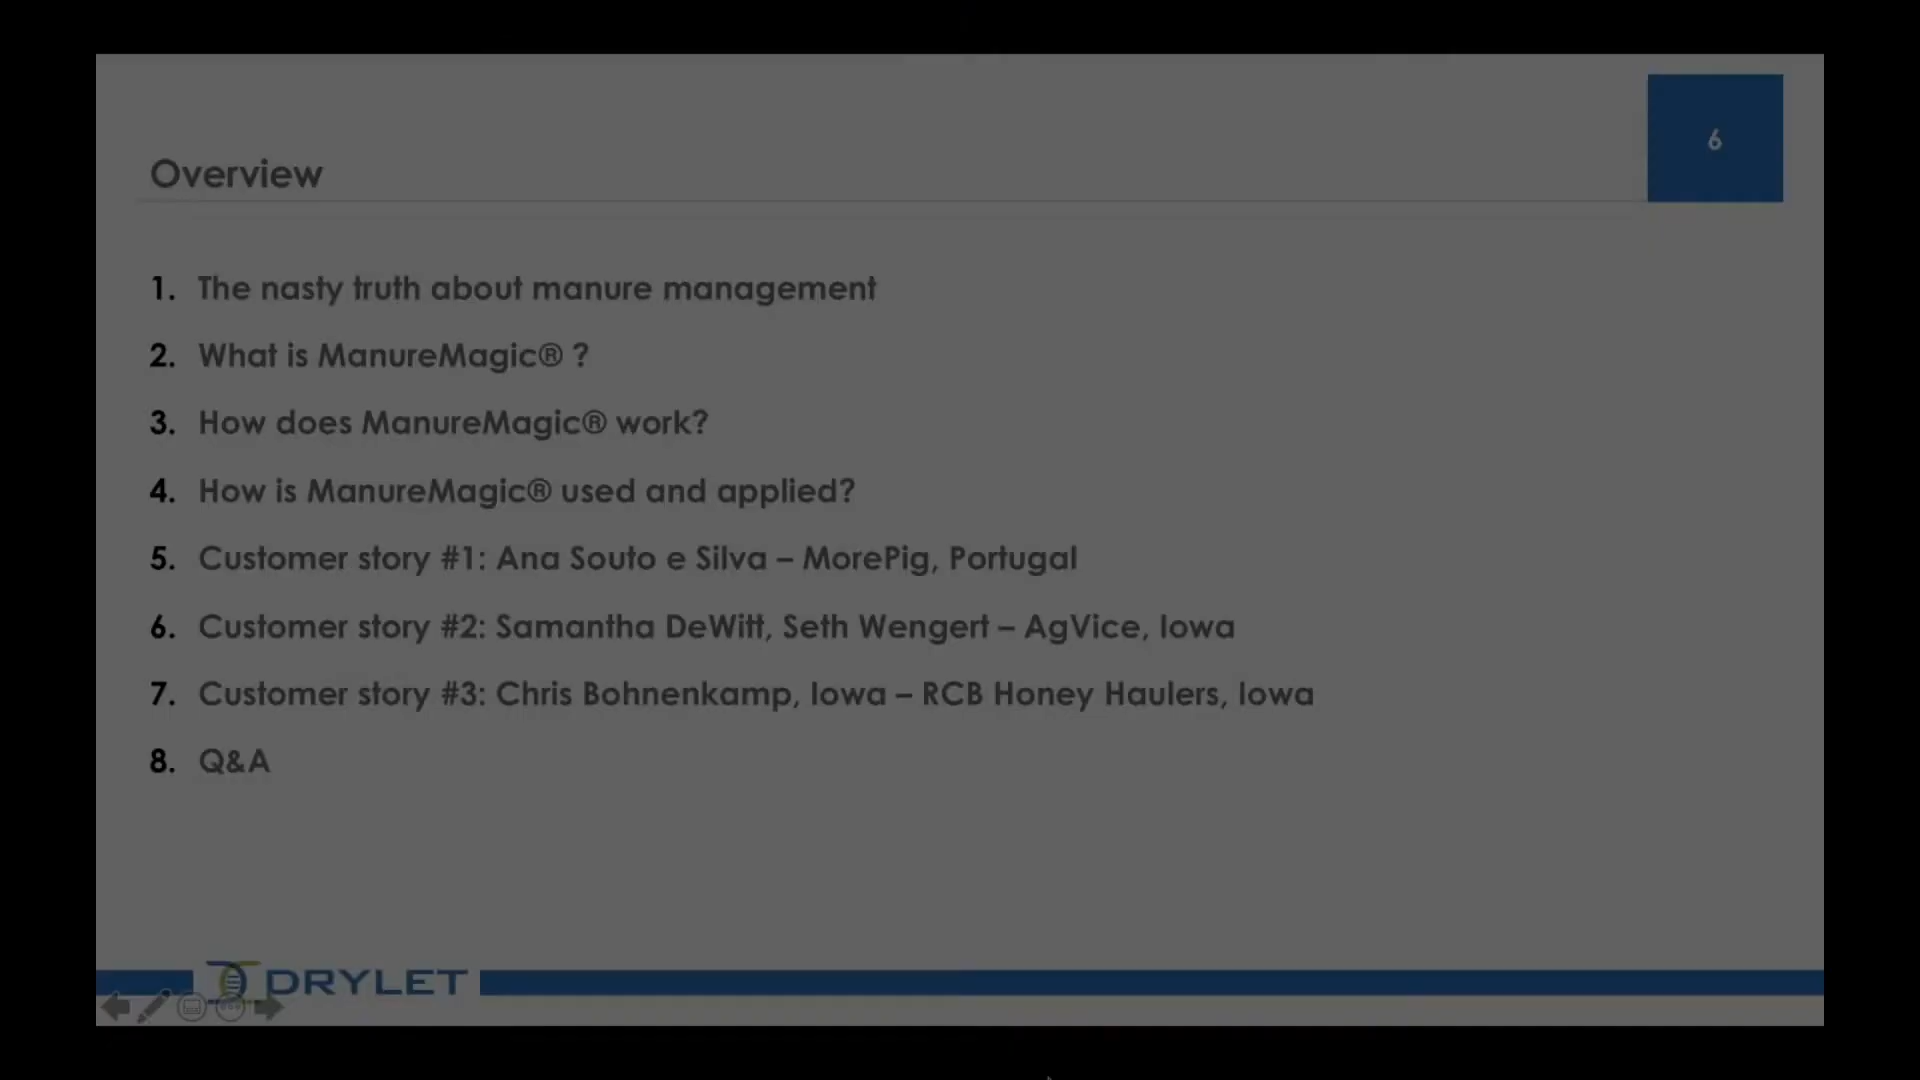 6
Overview
1. The nasty truth about manure management
2. What is ManureMagic® ?
3. How does ManureMagic® work?
4. How is ManureMagic® used and applied?
5. Customer story #1: Ana Souto e Silva – MorePig, Portugal
6. Customer story #2: Samantha DeWitt, Seth Wengert – AgVice, Iowa
7. Customer story #3: Chris Bohnenkamp, Iowa – RCB Honey Haulers, Iowa
8. Q&A
DRYLET